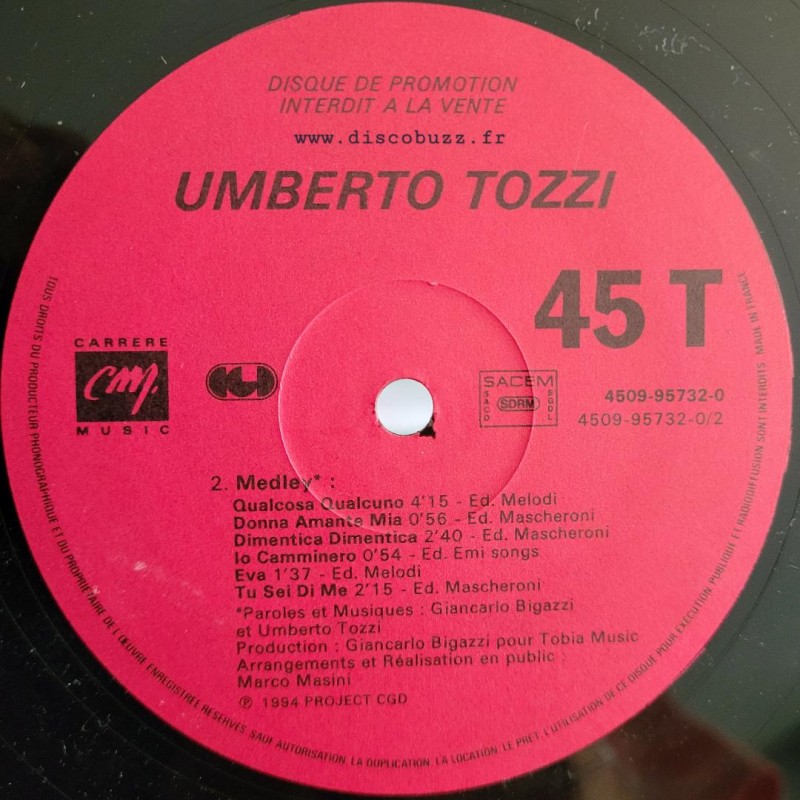 DISQUE DE PROMOTION
INTERDIT A LA VENTE
www.discobuzz.fr
UMBERTO TOZZI
45 T
CARRERE
CM.
MUSIC
CGD
SACEM
SACD
SDRM
SGDL
4509-95732-0
4509-95732-0/2
2. Medley* :
Qualcosa Qualcuno 4'15 - Ed. Melodi
Donna Amante Mia 0'56 - Ed. Mascheroni
Dimentica Dimentica 2'40 - Ed. Mascheroni
Io Camminero 0'54 - Ed. Emi songs
Eva 1'37 - Ed. Melodi
Tu Sei Di Me 2'15 - Ed. Mascheroni
*Paroles et Musiques : Giancarlo Bigazzi
et Umberto Tozzi
Production : Giancarlo Bigazzi pour Tobia Music
Arrangements et Réalisation en public :
Marco Masini
℗ 1994 PROJECT CGD
TOUS DROITS DU PRODUCTEUR PHONOGRAPHIQUE ET DU PROPRIETAIRE DE L'ŒUVRE ENREGISTREE RESERVES. SAUF AUTORISATION, LA DUPLICATION, LA LOCATION, LE PRET, L'UTILISATION DE CE DISQUE POUR EXECUTION PUBLIQUE ET RADIODIFFUSION SONT INTERDITS. MADE IN FRANCE